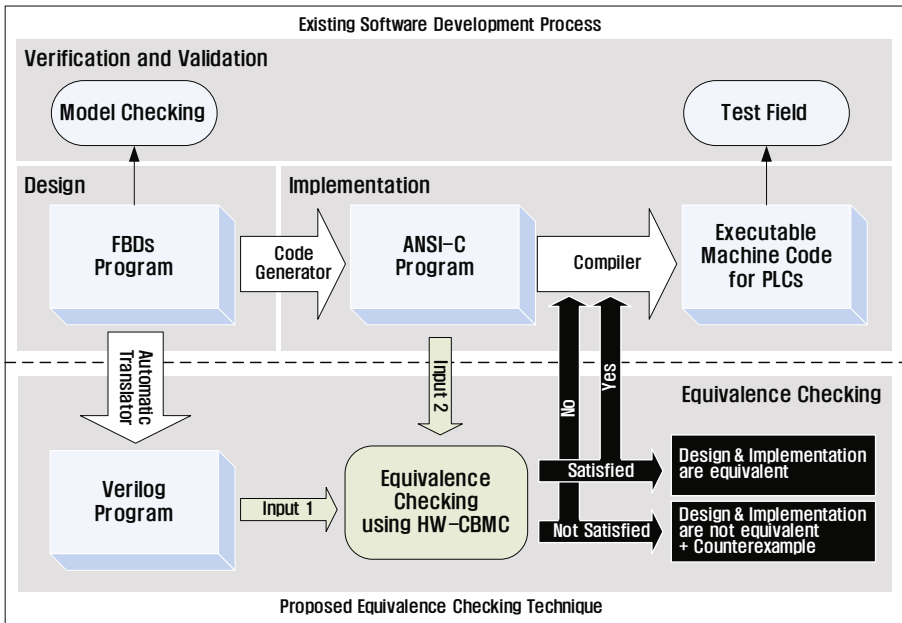 Existing Software Development Process
Verification and Validation
Model Checking
Test Field
Design
Implementation
FBDs
Program
Code
Generator
ANSI-C
Program
Compiler
Executable
Machine Code
for PLCs
Automatic
Translator
Input 2
No
Yes
Equivalence Checking
Verilog
Program
Input 1
Equivalence
Checking
using HW-CBMC
Satisfied
Design & Implementation
are equivalent
Not Satisfied
Design & Implementation
are not equivalent
+ Counterexample
Proposed Equivalence Checking Technique